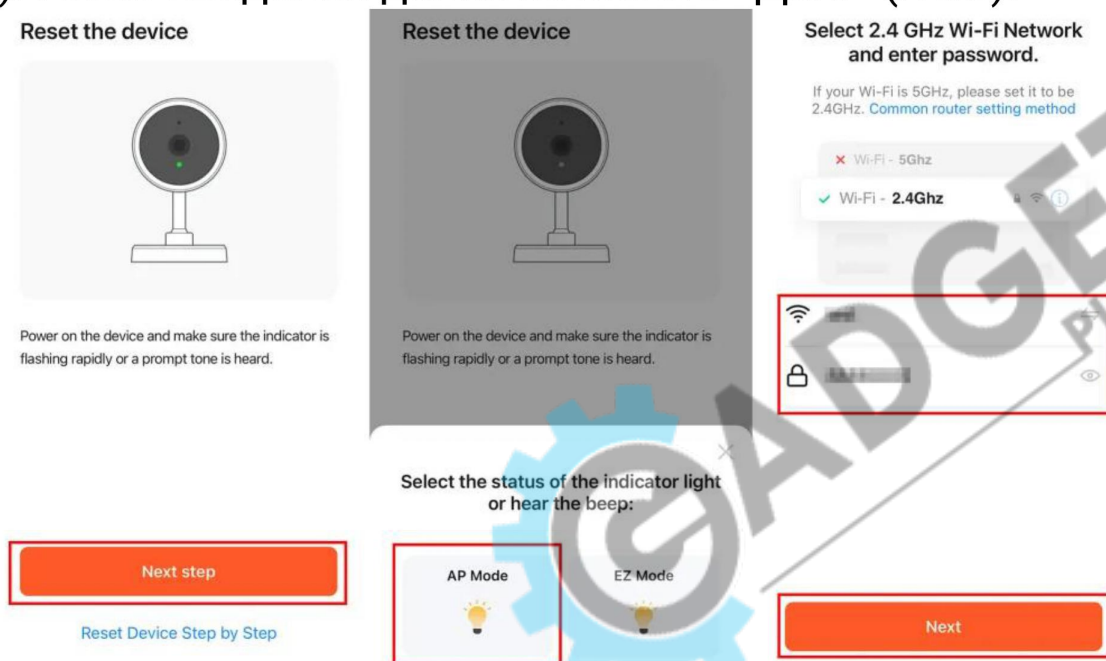 Reset the device
Power on the device and make sure the indicator is
flashing rapidly or a prompt tone is heard.
Next step
Reset Device Step by Step
Reset the device
Power on the device and make sure the indicator is
flashing rapidly or a prompt tone is heard.
Select the status of the indicator light
or hear the beep:
AP Mode
EZ Mode
Select 2.4 GHz Wi-Fi Network
and enter password.
If your Wi-Fi is 5GHz, please set it to be
2.4GHz. Common router setting method
Wi-Fi - 5Ghz
Wi-Fi - 2.4Ghz
Next
GADGET